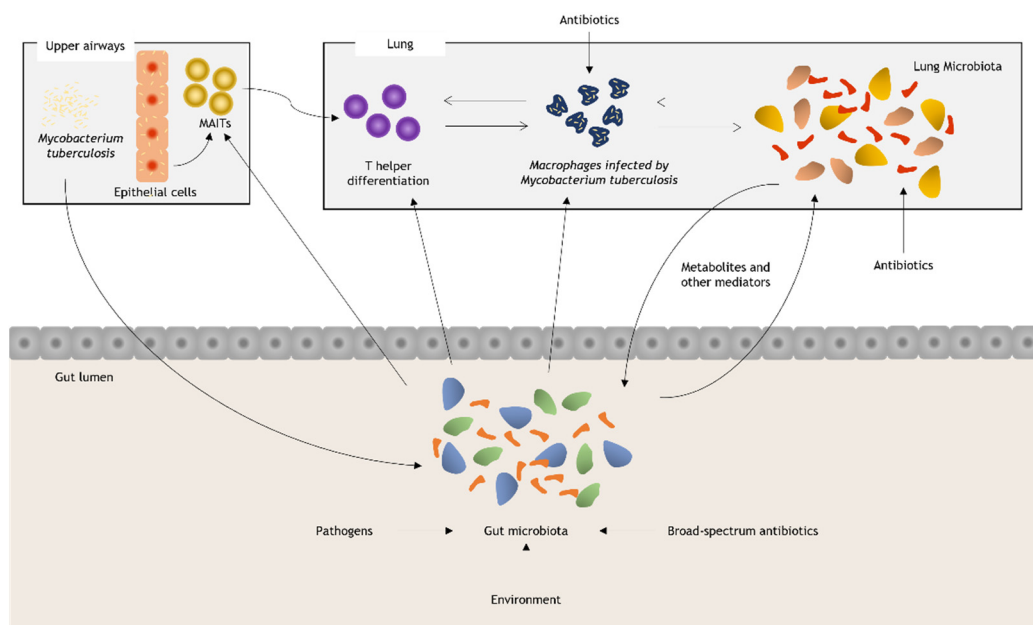 Antibiotics
Upper airways
Lung
Lung Microbiota
MAITs
Mycobacterium
tuberculosis
Epithelial cells
T helper
differentiation
Macrophages infected by
Mycobacterium tuberculosis
Metabolites and
other mediators
Antibiotics
Gut lumen
Pathogens
Gut microbiota
Broad-spectrum antibiotics
Environment